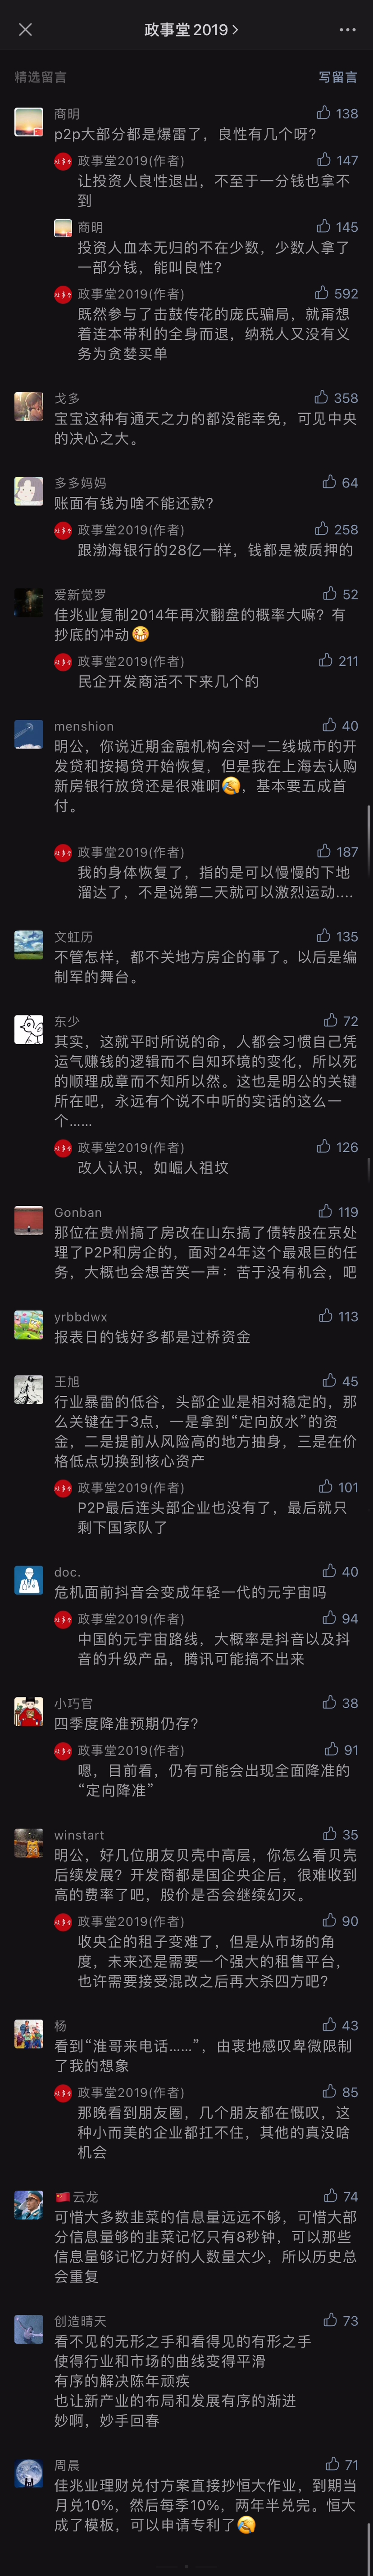 政事堂2019
精选留言
写留言
商明
138
p2p大部分都是爆雷了，良性有几个呀？
政事堂2019(作者)
147
让投资人良性退出，不至于一分钱也拿不
到
商明
145
投资人血本无归的不在少数，少数人拿了
一部分钱，能叫良性？
政事堂2019(作者)
592
既然参与了击鼓传花的庞氏骗局，就甭想
着连本带利的全身而退，纳税人又没有义
务为贪婪买单
戈多
358
宝宝这种有通天之力的都没能幸免，可见中央
的决心之大。
多多妈妈
64
账面有钱为啥不能还款？
政事堂2019(作者)
258
跟渤海银行的28亿一样，钱都是被质押的
爱新觉罗
52
佳兆业复制2014年再次翻盘的概率大嘛？有
抄底的冲动
政事堂2019(作者)
211
民企开发商活不下来几个的
menshion
40
明公，你说近期金融机构会对一二线城市的开
发贷和按揭贷开始恢复，但是我在上海去认购
新房银行放贷还是很难啊，基本要五成首
付。
政事堂2019(作者)
187
我的身体恢复了，指的是可以慢慢的下地
溜达了，不是说第二天就可以激烈运动....
文虹历
135
不管怎样，都不关地方房企的事了。以后是编
制军的舞台。
东少
72
其实，这就平时所说的命，人都会习惯自己凭
运气赚钱的逻辑而不自知环境的变化，所以死
的顺理成章而不知所以然。这也是明公的关键
所在吧，永远有个说不中听的实话的这么一
个……
政事堂2019(作者)
126
改人认识，如崛人祖坟
Gonban
119
那位在贵州搞了房改在山东搞了债转股在京处
理了P2P和房企的，面对24年这个最艰巨的任
务，大概也会想苦笑一声：苦于没有机会，吧
yrbbdwx
113
报表日的钱好多都是过桥资金
王旭
45
行业暴雷的低谷，头部企业是相对稳定的，那
么关键在于3点，一是拿到“定向放水”的资
金，二是提前从风险高的地方抽身，三是在价
格低点切换到核心资产
政事堂2019(作者)
101
P2P最后连头部企业也没有了，最后就只
剩下国家队了
doc.
40
危机面前抖音会变成年轻一代的元宇宙吗
政事堂2019(作者)
94
中国的元宇宙路线，大概率是抖音以及抖
音的升级产品，腾讯可能搞不出来
小巧官
38
四季度降准预期仍存？
政事堂2019(作者)
91
嗯，目前看，仍有可能会出现全面降准的
“定向降准”
winstart
35
明公，好几位朋友贝壳中高层，你怎么看贝壳
后续发展？开发商都是国企央企后，很难收到
高的费率了吧，股价是否会继续幻灭。
政事堂2019(作者)
90
收央企的租子变难了，但是从市场的角
度，未来还是需要一个强大的租售平台，
也许需要接受混改之后再大杀四方吧？
杨
43
看到“淮哥来电话……”，由衷地感叹卑微限制
了我的想象
政事堂2019(作者)
85
那晚看到朋友圈，几个朋友都在慨叹，这
种小而美的企业都扛不住，其他的真没啥
机会
云龙
74
可惜大多数韭菜的信息量远远不够，可惜大部
分信息量够的韭菜记忆只有8秒钟，可以那些
信息量够记忆力好的人数量太少，所以历史总
会重复
创造晴天
73
看不见的无形之手和看得见的有形之手
使得行业和市场的曲线变得平滑
有序的解决陈年顽疾
也让新产业的布局和发展有序的渐进
妙啊，妙手回春
周晨
71
佳兆业理财兑付方案直接抄恒大作业，到期当
月兑10%，然后每季10%，两年半兑完。恒大
成了模板，可以申请专利了